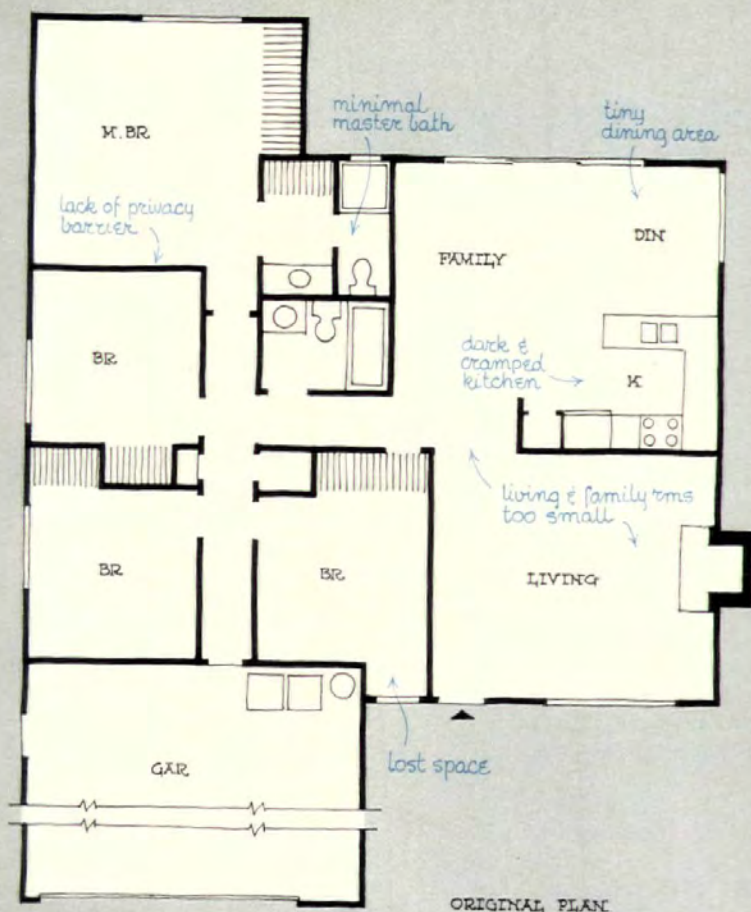 M. BR
minimal
master bath
tiny
dining area
lack of privacy
barrier
FAMILY
DIN
BR
dark &
cramped
kitchen
K
living & family rms
too small
BR
BR
LIVING
GAR
lost space
ORIGINAL PLAN